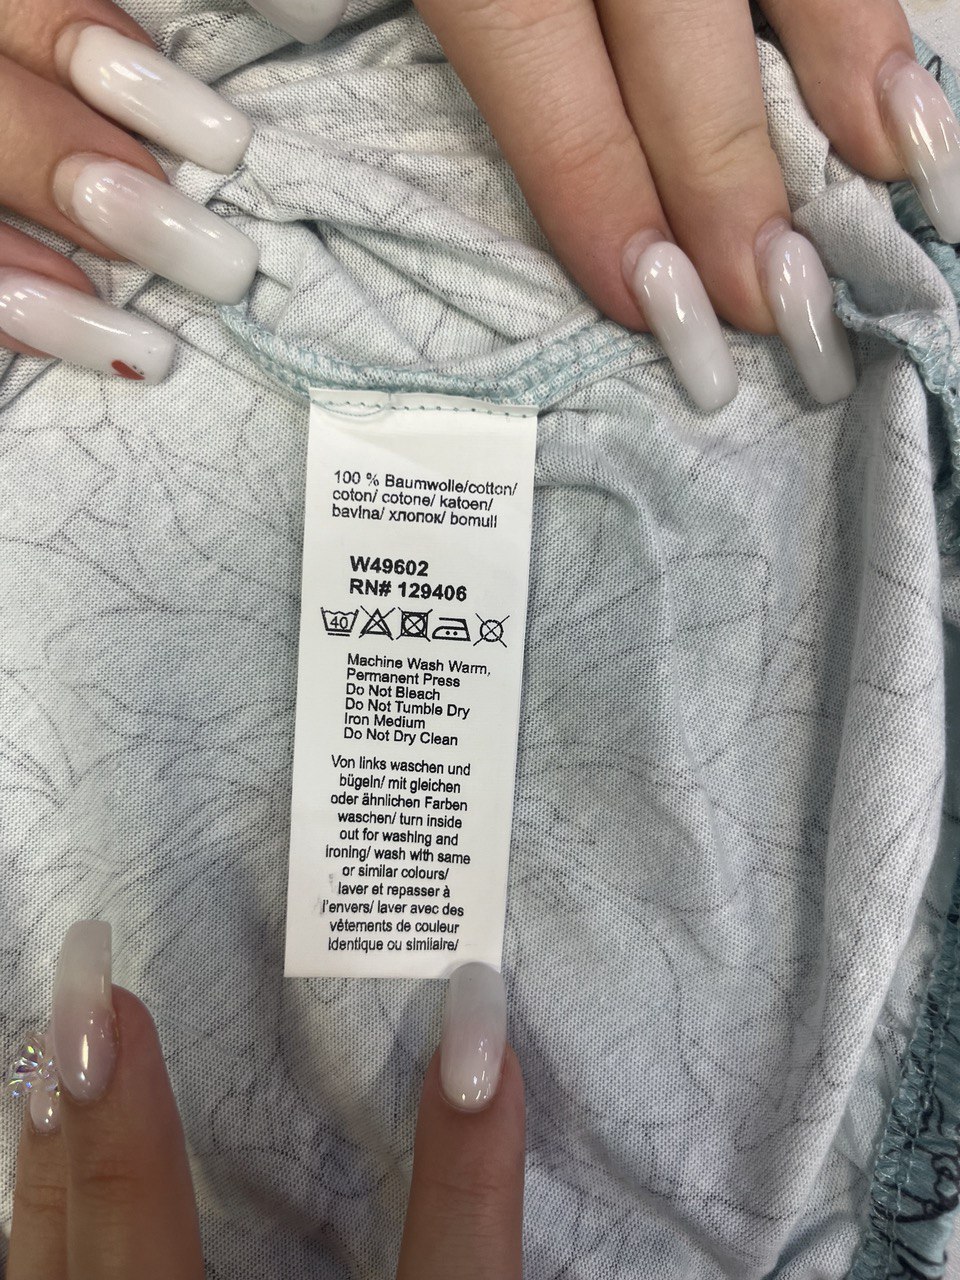 100 % Baumwolle/cotton/
coton/ cotone/ katoen/
bavlna/ хлопок/ bomull
W49602
RN# 129406
40
Machine Wash Warm,
Permanent Press
Do Not Bleach
Do Not Tumble Dry
Iron Medium
Do Not Dry Clean
Von links waschen und
bügeln/ mit gleichen
oder ähnlichen Farben
waschen/ turn inside
out for washing and
ironing/ wash with same
or similar colours/
laver et repasser à
l'envers/ laver avec des
vêtements de couleur
identique ou similaire/